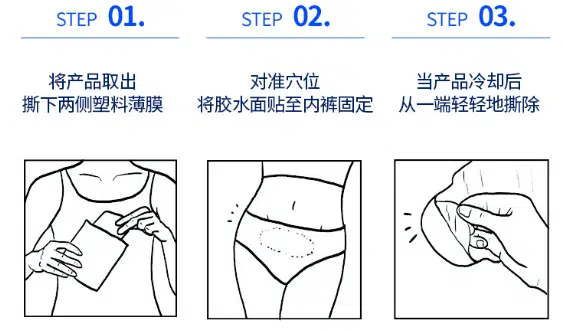 STEP 01.
将产品取出
撕下两侧塑料薄膜
STEP 02.
对准穴位
将胶水面贴至内裤固定
STEP 03.
当产品冷却后
从一端轻轻地撕除